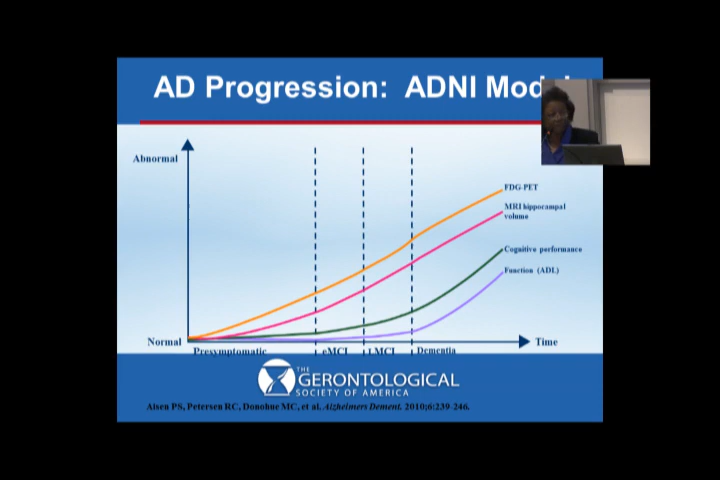 AD Progression: ADNI
Abnormal
FDG-PET
MRI hippocampal
volume
Cognitive performance
Function (ADL)
Normal
Time
Presymptomatic
eMCI
LMCI
Dementia
THE
GERONTOLOGICAL
SOCIETY OF AMERICA
Aisen PS, Petersen RC, Donohue MC, et al. Alzheimers Dement. 2010;6:239-246.